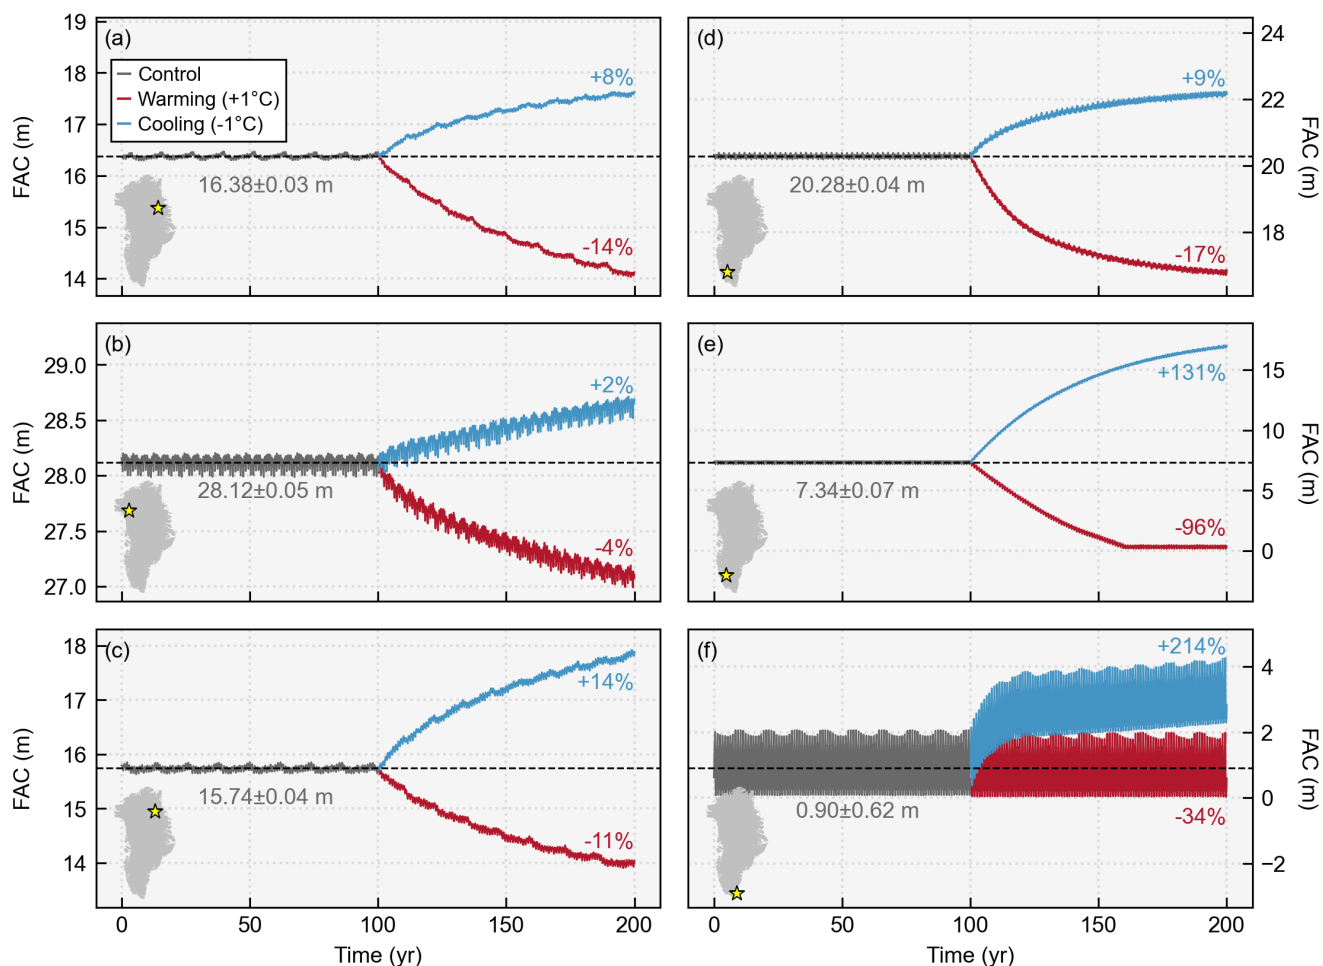 (a)
Control
Warming (+1°C)
Cooling (-1°C)
+8%
16.38±0.03 m
-14%
19
18
17
16
15
14
FAC (m)
(d)
+9%
20.28±0.04 m
-17%
24
22
20
18
FAC (m)
(b)
+2%
28.12±0.05 m
-4%
29.0
28.5
28.0
27.5
27.0
FAC (m)
(e)
+131%
7.34±0.07 m
-96%
15
10
5
0
FAC (m)
(c)
+14%
15.74±0.04 m
-11%
18
17
16
15
14
FAC (m)
0 50 100 150 200
Time (yr)
(f)
+214%
0.90±0.62 m
-34%
4
2
0
−2
FAC (m)
0 50 100 150 200
Time (yr)